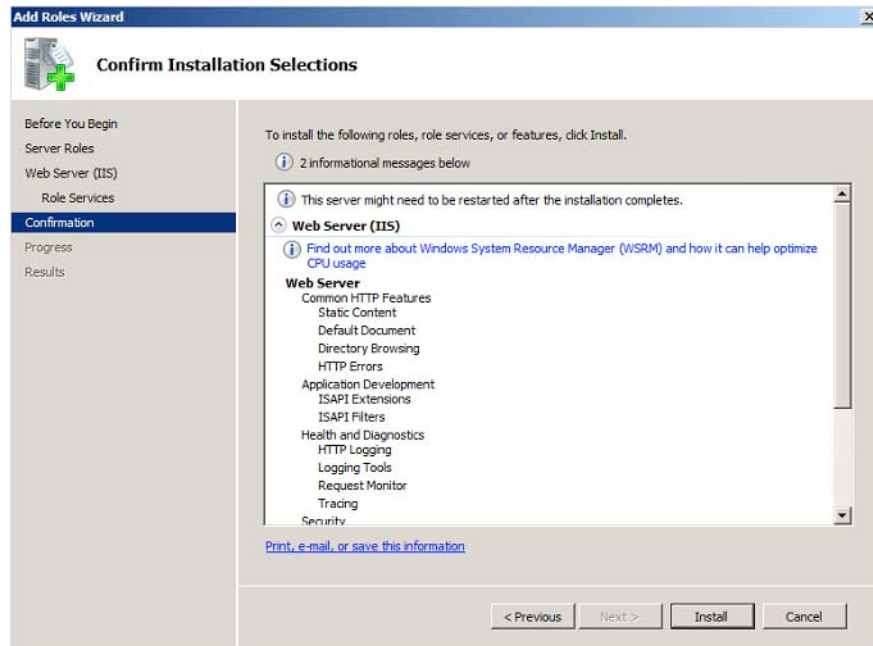 Add Roles Wizard
Confirm Installation Selections
Before You Begin
Server Roles
Web Server (IIS)
Role Services
Confirmation
Progress
Results
To install the following roles, role services, or features, click Install.
2 informational messages below
This server might need to be restarted after the installation completes.
Web Server (IIS)
Find out more about Windows System Resource Manager (WSRM) and how it can help optimize
CPU usage
Web Server
Common HTTP Features
Static Content
Default Document
Directory Browsing
HTTP Errors
Application Development
ISAPI Extensions
ISAPI Filters
Health and Diagnostics
HTTP Logging
Logging Tools
Request Monitor
Tracing
Security
Print, e-mail, or save this information
< Previous
Next >
Install
Cancel